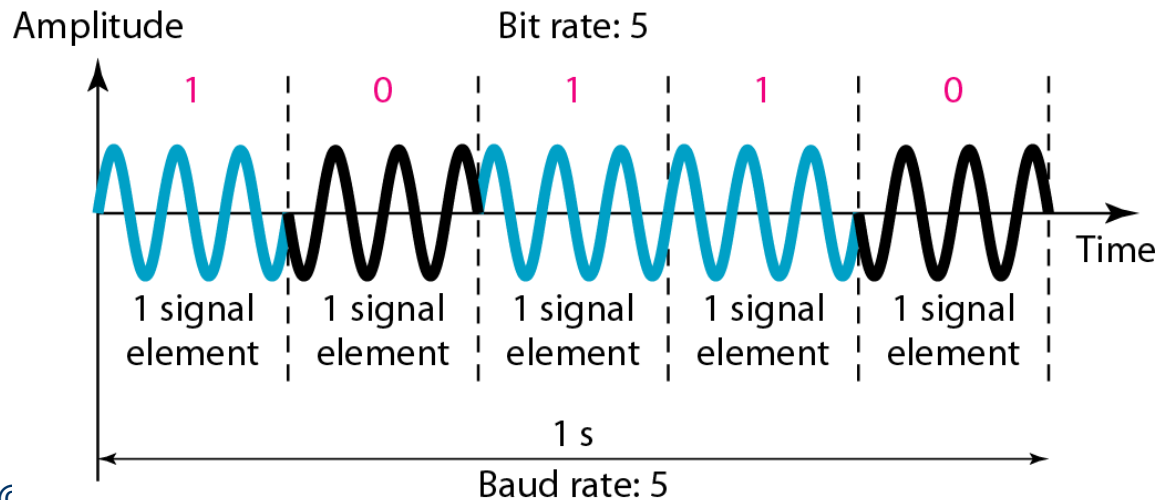 Amplitude
Bit rate: 5
1 0 1 1 0
Time
1 signal 1 signal 1 signal 1 signal 1 signal
element element element element element
1 s
Baud rate: 5